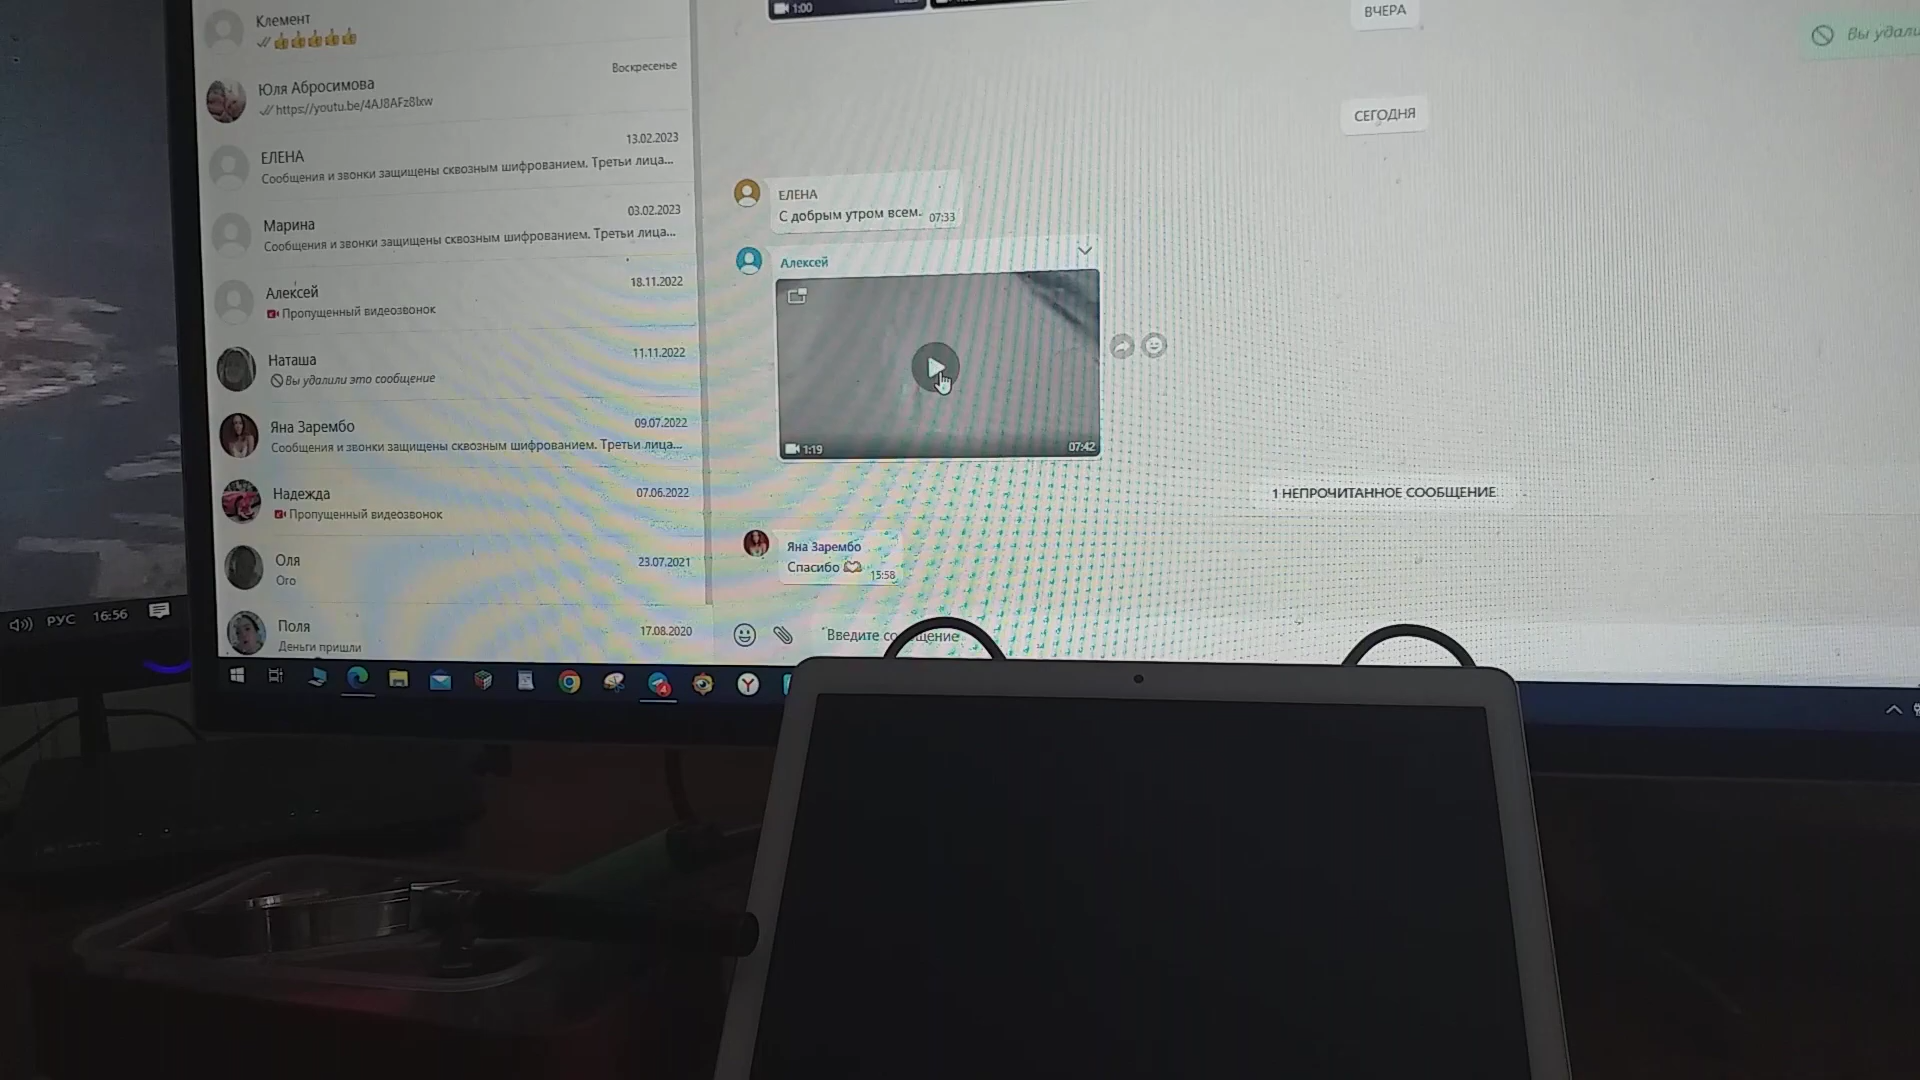 Клемент
Воскресенье
Юля Абросимова
https://youtu.be/4AJ8AFz8lxw
13.02.2023
ЕЛЕНА
Сообщения и звонки защищены сквозным шифрованием. Третьи лица...
03.02.2023
Марина
Сообщения и звонки защищены сквозным шифрованием. Третьи лица...
18.11.2022
Алексей
Пропущенный видеозвонок
11.11.2022
Наташа
Вы удалили это сообщение
09.07.2022
Яна Зарембо
Сообщения и звонки защищены сквозным шифрованием. Третьи лица...
07.06.2022
Надежда
Пропущенный видеозвонок
23.07.2021
Оля
Ого
17.08.2020
Поля
Деньги пришли
1:00
ВЧЕРА
Вы удали
СЕГОДНЯ
ЕЛЕНА
С добрым утром всем. 07:33
Алексей
1:19 07:42
1 НЕПРОЧИТАННОЕ СООБЩЕНИЕ
Яна Зарембо
Спасибо 15:58
Введите со щение
РУС 16:56
4